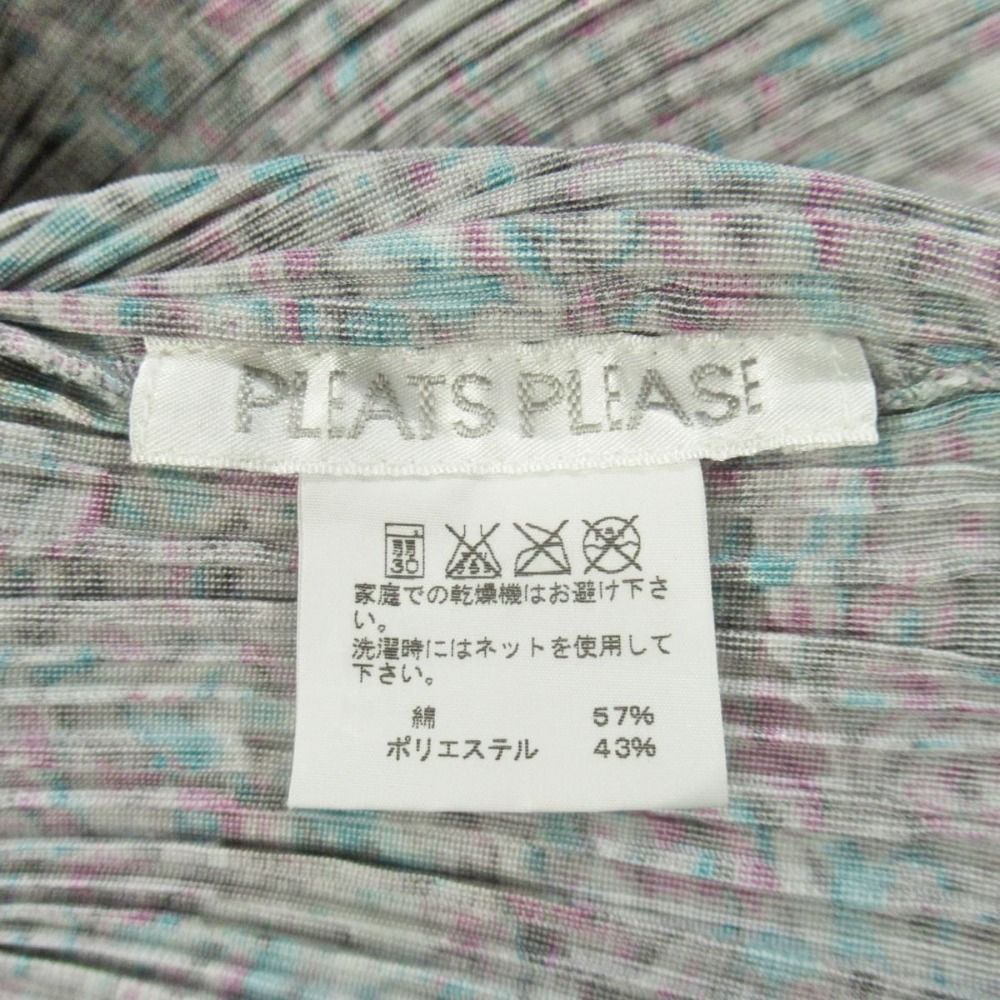 PLEATS PLEASE
弱
30
家庭での乾燥機はお避け下さ
い。
洗濯時にはネットを使用して
下さい。
綿 57%
ポリエステル 43%